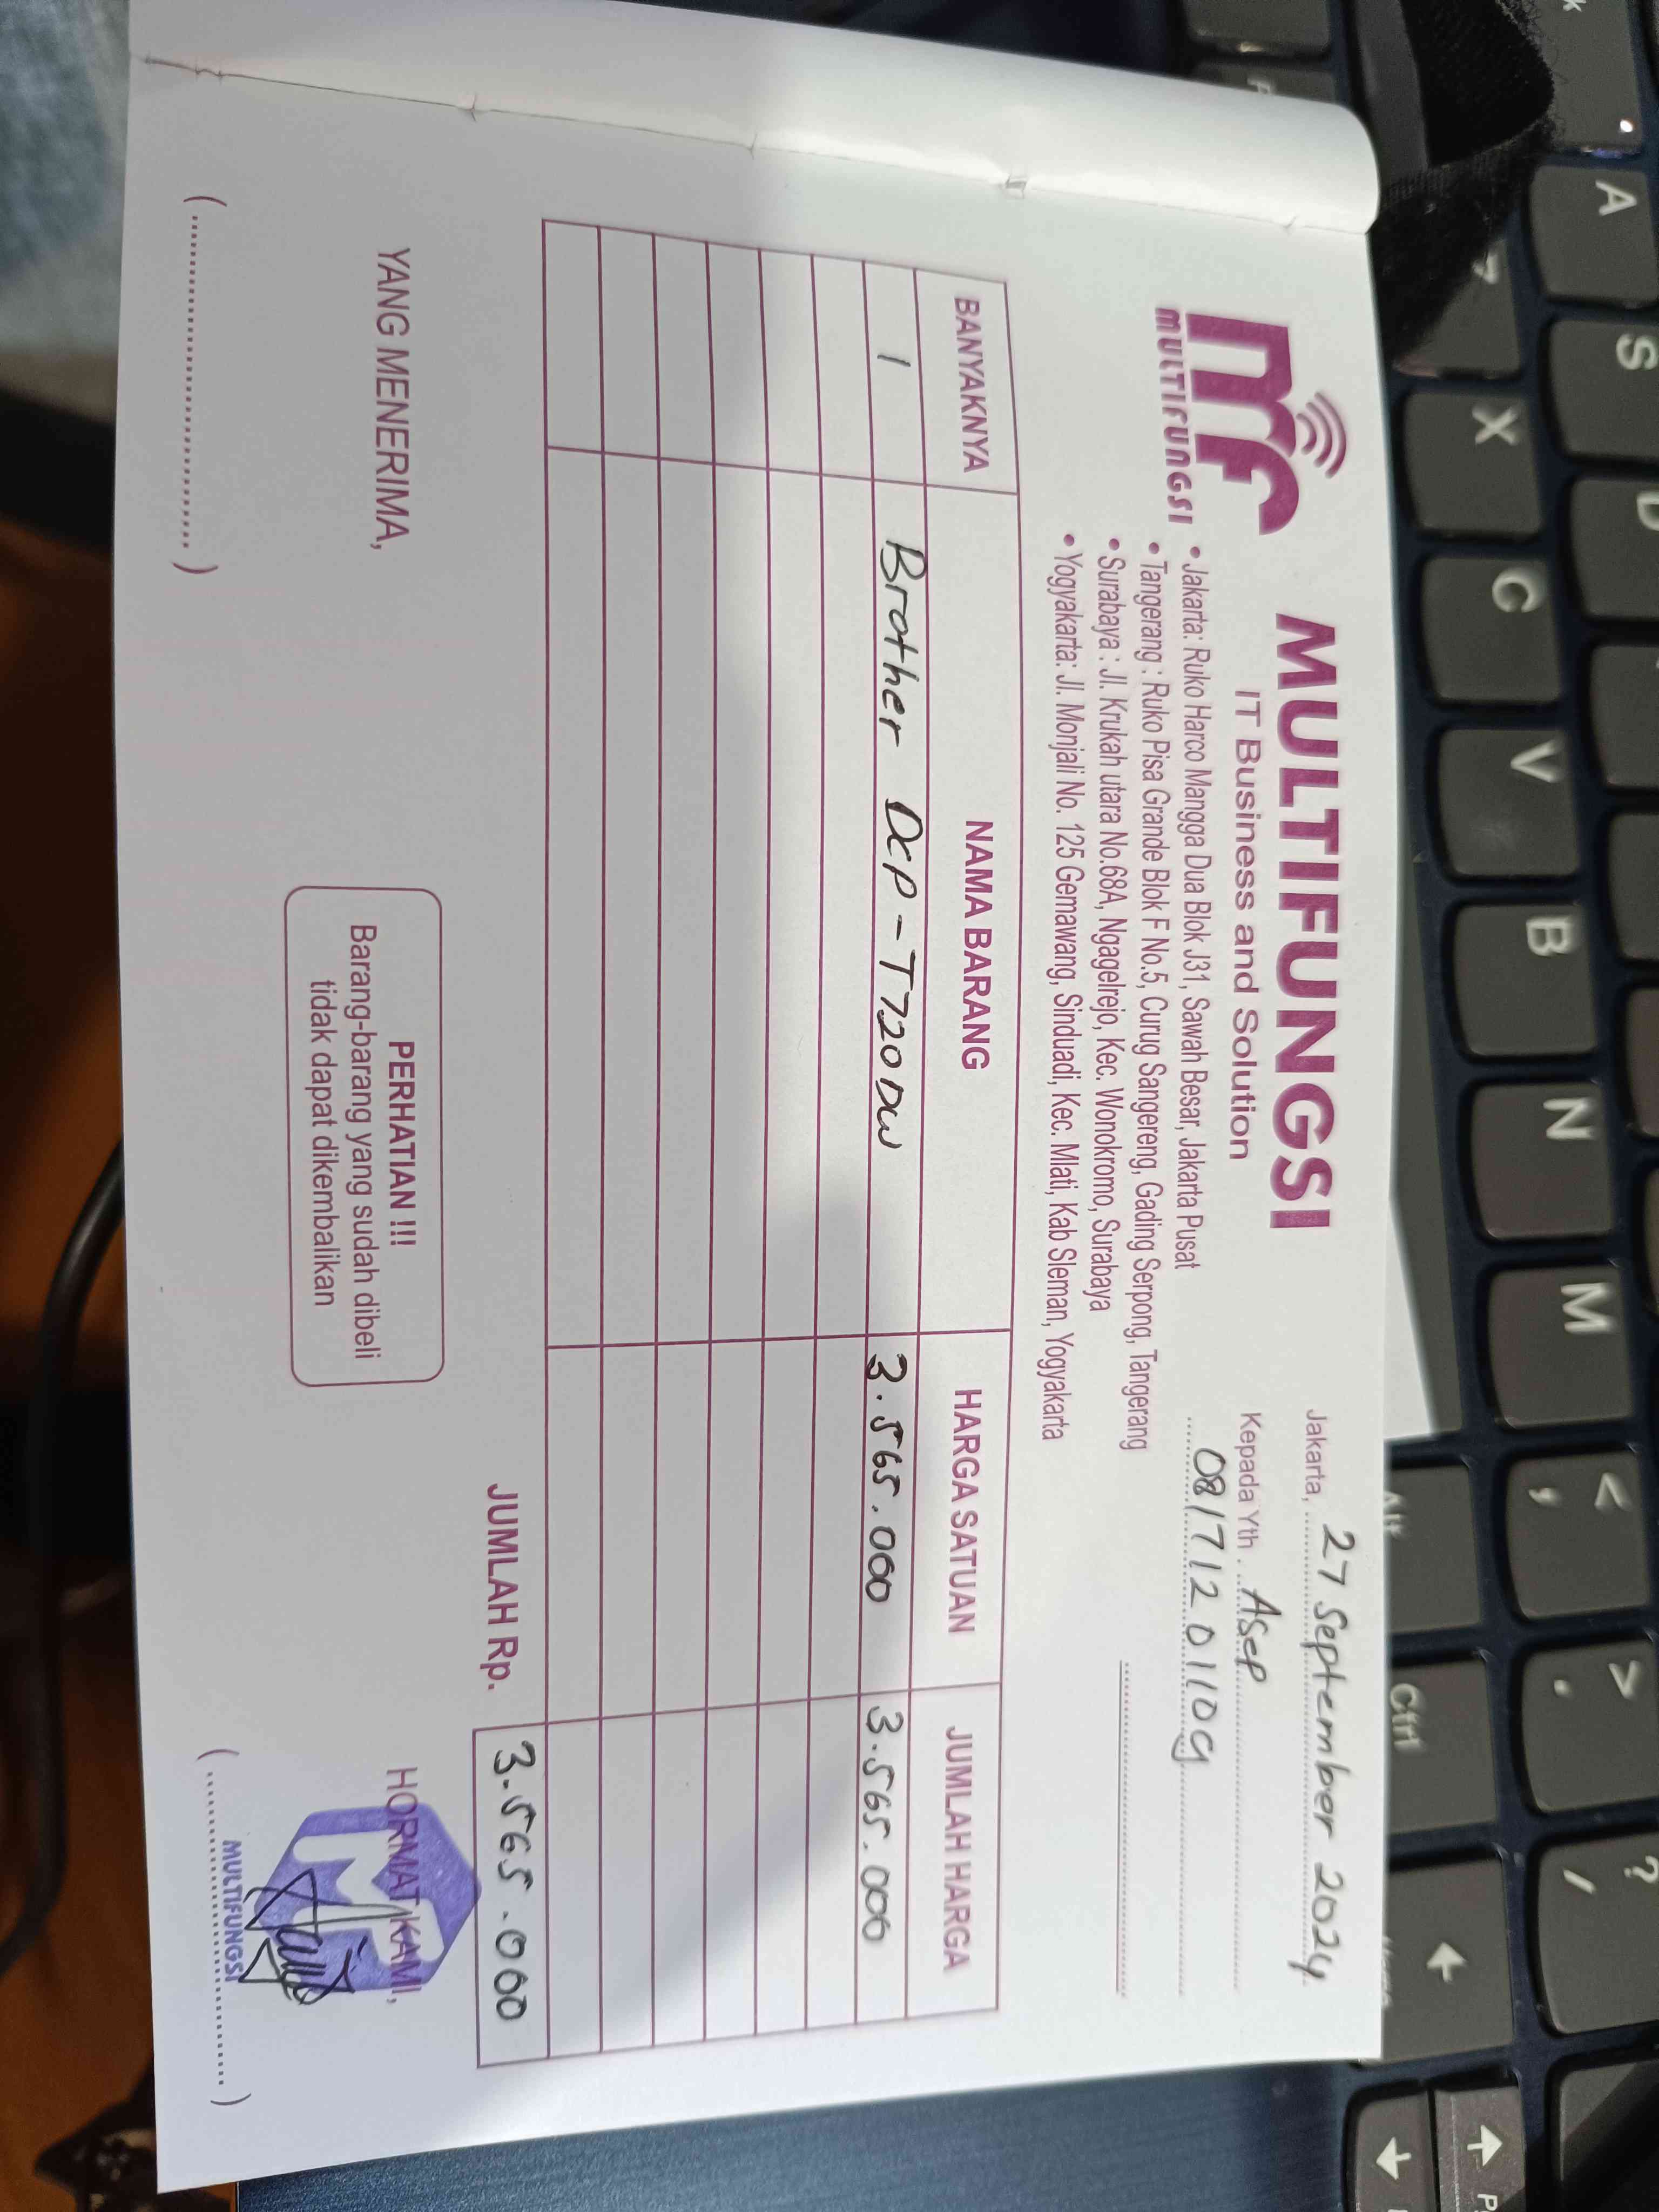 MULTIFUNGSI
MULTIFUNGSI
IT Business and Solution
• Jakarta: Ruko Harco Mangga Dua Blok J31, Sawah Besar, Jakarta Pusat
• Tangerang : Ruko Pisa Grande Blok F No.5, Curug Sangereng, Gading Serpong, Tangerang
• Surabaya : Jl. Krukah utara No.68A, Ngagelrejo, Kec. Wonokromo, Surabaya
• Yogyakarta: Jl. Monjali No. 125 Gemawang, Sinduadi, Kec. Mlati, Kab Sleman, Yogyakarta
Jakarta, 27 September 2024
Kepada Yth. Asep
081712 01109
BANYAKNYA NAMA BARANG HARGA SATUAN JUMLAH HARGA
1 Brother DCP-T720DW 3.565.000 3.565.000
JUMLAH Rp. 3.565.000
YANG MENERIMA,
PERHATIAN !!!
Barang-barang yang sudah dibeli
tidak dapat dikembalikan
HORMAT KAMI,
MULTIFUNGSI
A S D
X C V B N M < , > . ? /
Alt Ctrl